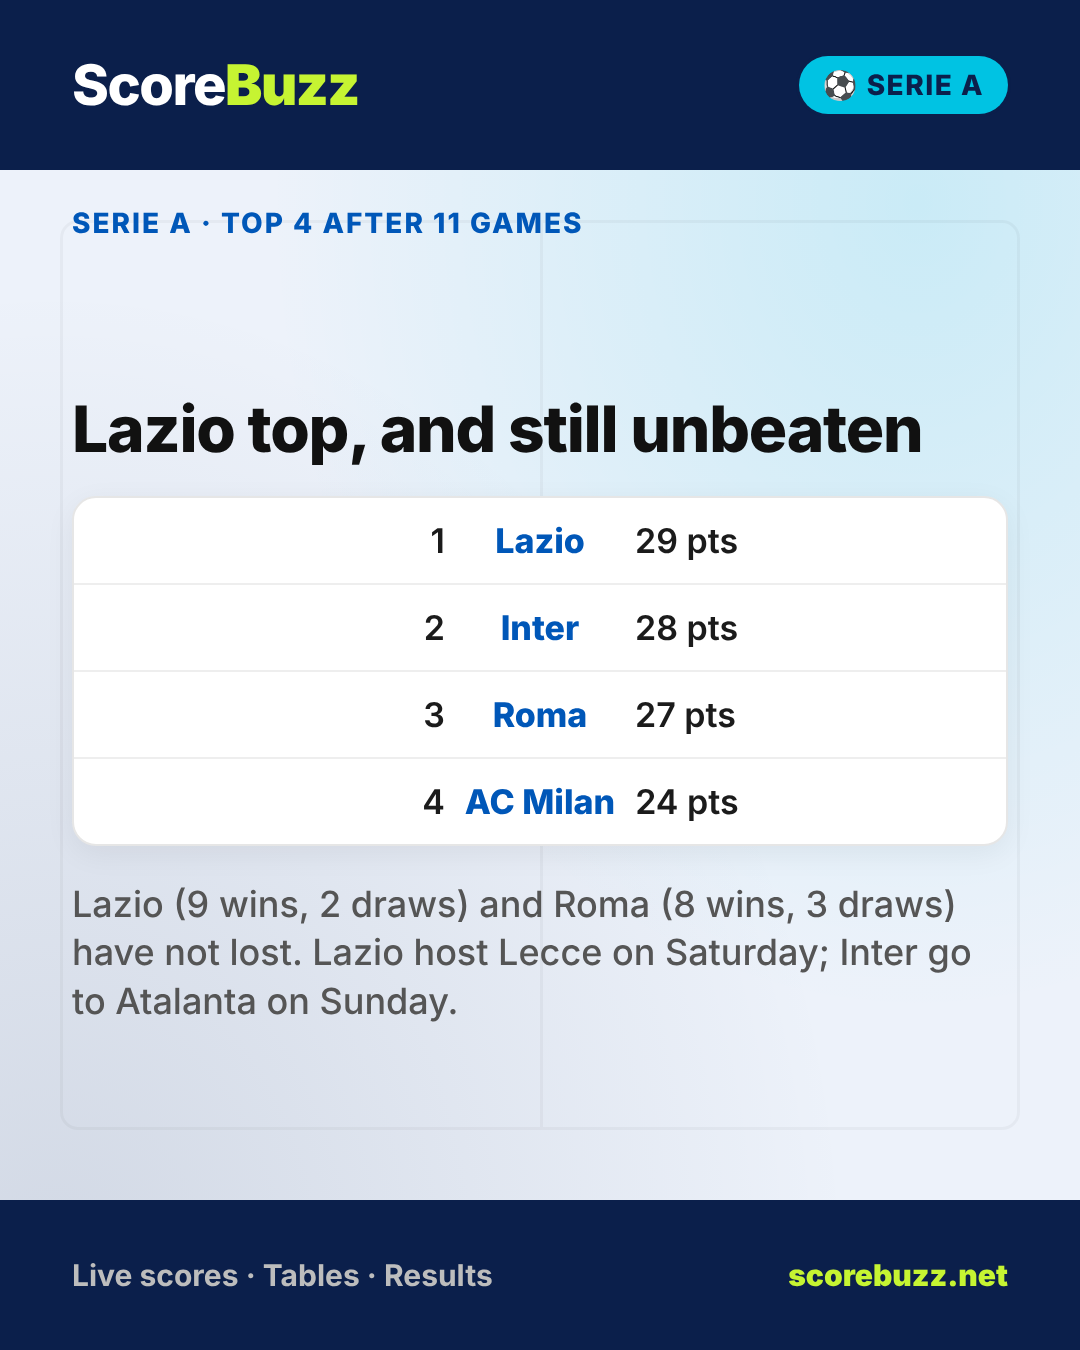 ScoreBuzz
⚽ SERIE A
SERIE A · TOP 4 AFTER 11 GAMES
Lazio top, and still unbeaten
1 Lazio 29 pts
2 Inter 28 pts
3 Roma 27 pts
4 AC Milan 24 pts
Lazio (9 wins, 2 draws) and Roma (8 wins, 3 draws)
have not lost. Lazio host Lecce on Saturday; Inter go
to Atalanta on Sunday.
Live scores · Tables · Results
scorebuzz.net